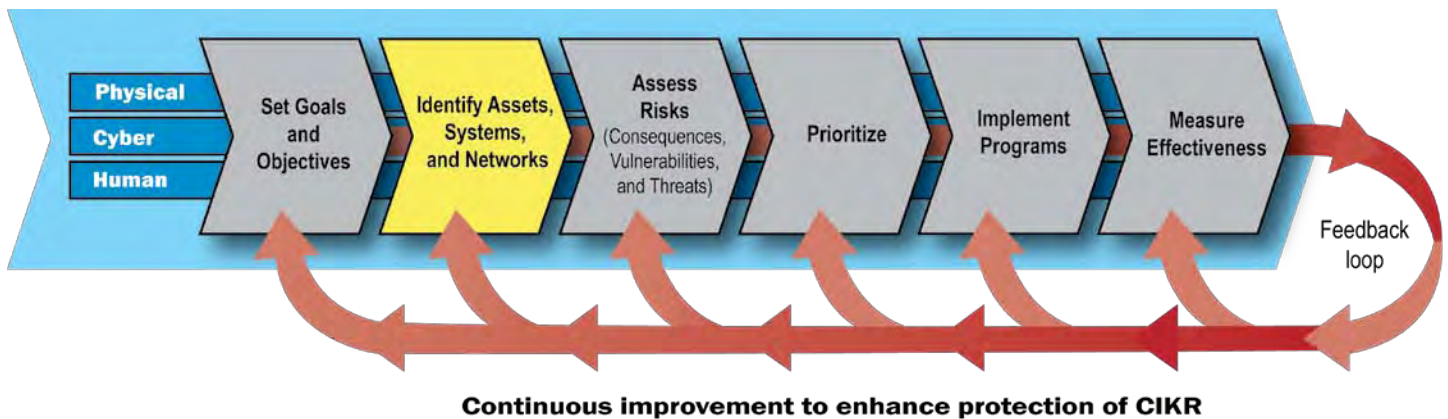 Physical
Cyber
Human
Set Goals
and
Objectives
Identify Assets,
Systems,
and Networks
Assess
Risks
(Consequences,
Vulnerabilities,
and Threats)
Prioritize
Implement
Programs
Measure
Effectiveness
Feedback
loop
Continuous improvement to enhance protection of CIKR